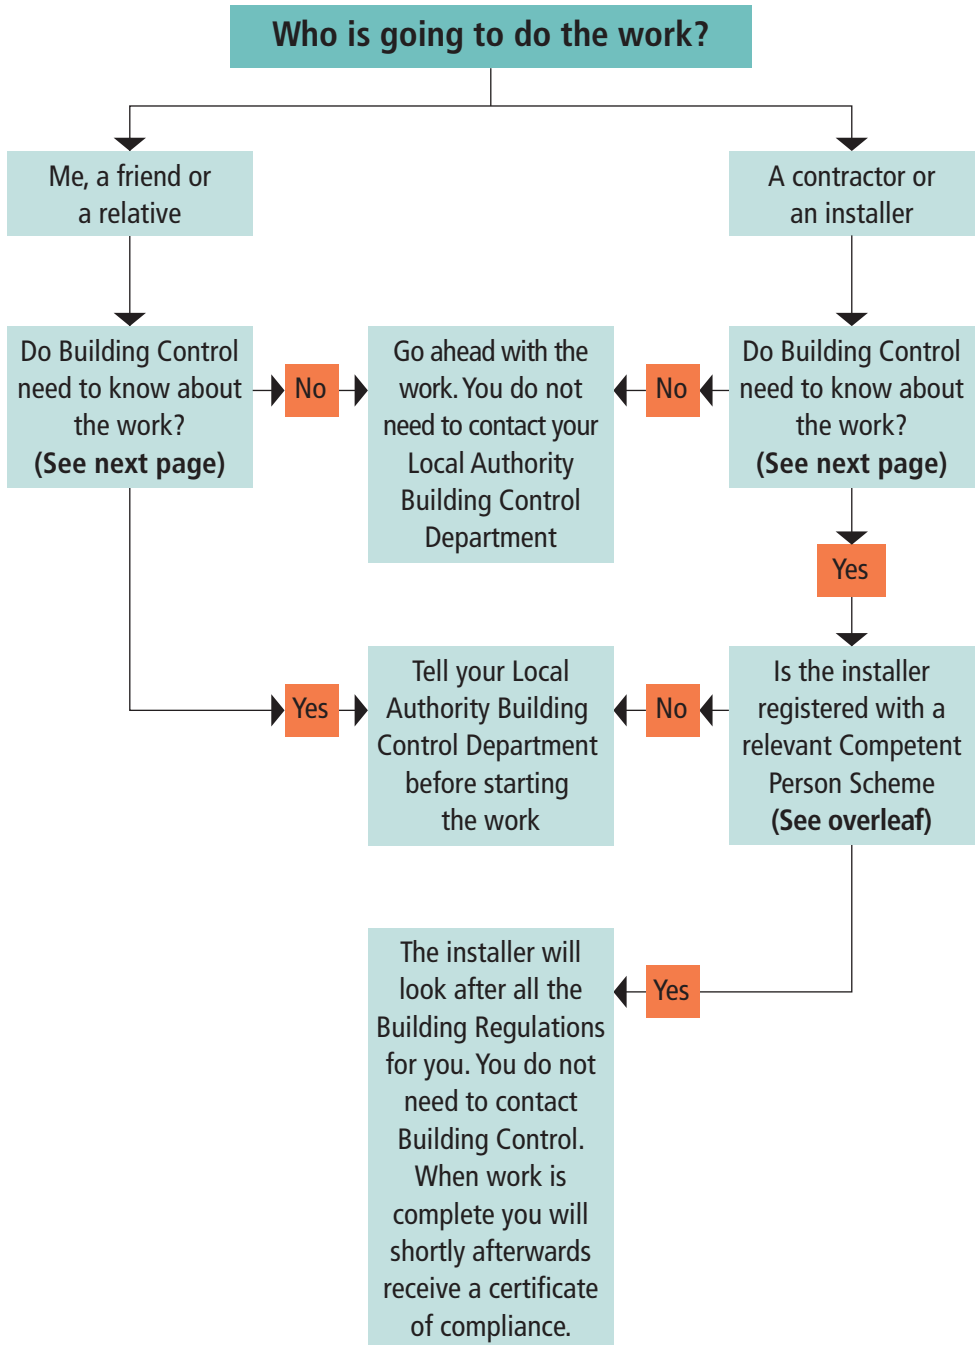 Who is going to do the work?
Me, a friend or
a relative
A contractor or
an installer
Do Building Control
need to know about
the work?
(See next page)
No
Go ahead with the
work. You do not
need to contact your
Local Authority
Building Control
Department
No
Do Building Control
need to know about
the work?
(See next page)
Yes
Yes
Tell your Local
Authority Building
Control Department
before starting
the work
No
Is the installer
registered with a
relevant Competent
Person Scheme
(See overleaf)
The installer will
look after all the
Building Regulations
for you. You do not
need to contact
Building Control.
When work is
complete you will
shortly afterwards
receive a certificate
of compliance.
Yes